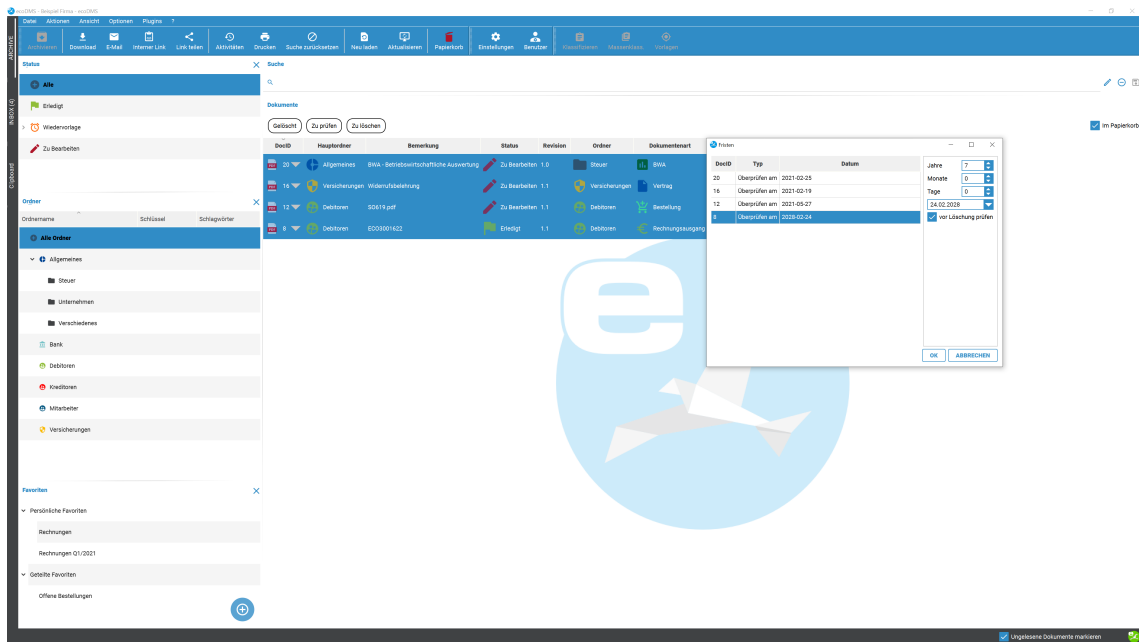 ecoDMS - Beispiel Firma - ecoDMS
Datei Aktionen Ansicht Optionen Plugins ?
Archivieren Download E-Mail Interner Link Link teilen Aktivitäten Drucken Suche zurücksetzen Neu laden Aktualisieren Papierkorb Einstellungen Benutzer Klassifizieren Massenklass. Vorlagen
ARCHIVE
INBOX (4)
Clipboard
Status
Alle
Erledigt
Wiedervorlage
Zu Bearbeiten
Ordner
Ordnername Schlüssel Schlagwörter
Alle Ordner
Allgemeines
Steuer
Unternehmen
Verschiedenes
Bank
Debitoren
Kreditoren
Mitarbeiter
Versicherungen
Favoriten
Persönliche Favoriten
Rechnungen
Rechnungen Q1/2021
Geteilte Favoriten
Offene Bestellungen
Suche
Dokumente
Gelöscht Zu prüfen Zu löschen
Im Papierkorb
DocID Hauptordner Bemerkung Status Revision Ordner Dokumentenart
PDF 20 Allgemeines BWA - Betriebswirtschaftliche Auswertung Zu Bearbeiten 1.0 Steuer BWA
PDF 16 Versicherungen Widerrufsbelehrung Zu Bearbeiten 1.1 Versicherungen Vertrag
PDF 12 Debitoren SO619.pdf Zu Bearbeiten 1.1 Debitoren Bestellung
PDF 8 Debitoren ECO3001622 Erledigt 1.1 Debitoren Rechnungsausgang
Fristen
DocID Typ Datum
20 Überprüfen am 2021-02-25
16 Überprüfen am 2021-02-19
12 Überprüfen am 2021-05-27
8 Überprüfen am 2028-02-24
Jahre 7
Monate 0
Tage 0
24.02.2028
vor Löschung prüfen
OK ABBRECHEN
e
Ungelesene Dokumente markieren